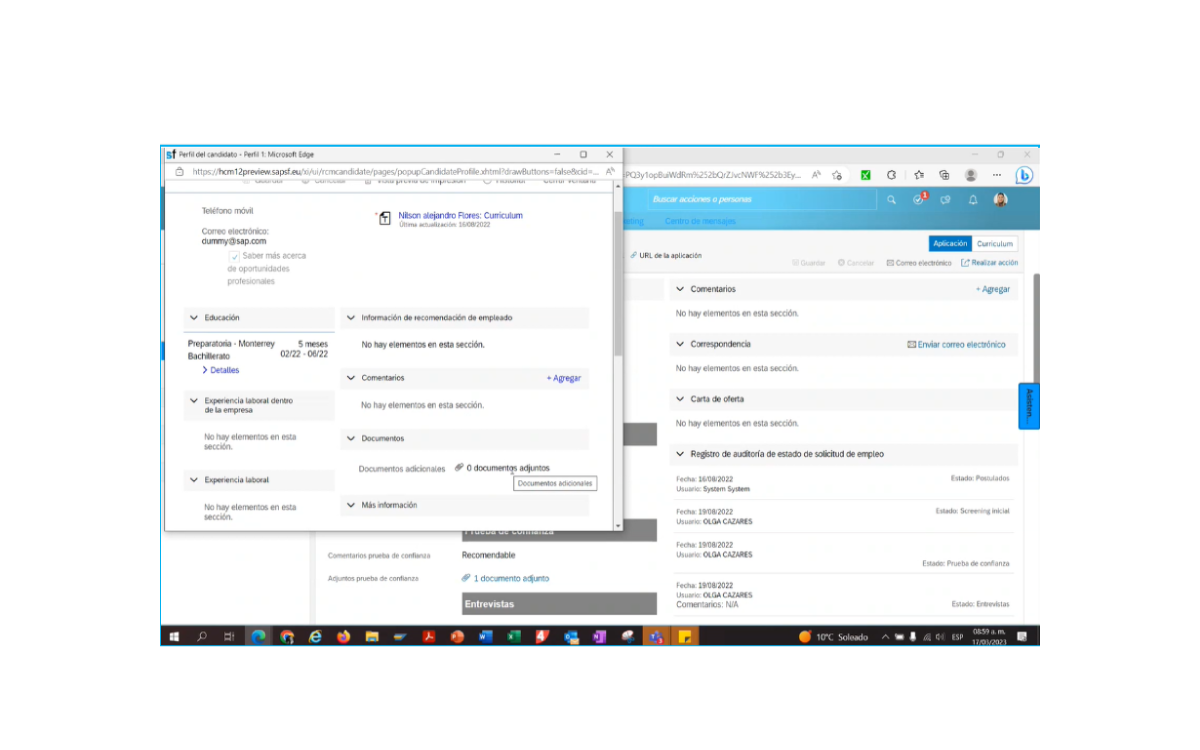 Perfil del candidato - Perfil 1: Microsoft Edge
https://hcm12preview.sapsf.eu/xi/ui/rcmcandidate/pages/popupCandidateProfile.xhtml?drawButtons=false&cid=...
Teléfono móvil
Correo electrónico:
dummy@sap.com
Saber más acerca
de oportunidades
profesionales
Nilson alejandro Flores: Curriculum
Última actualización: 16/08/2022
Educación
Preparatoria - Monterrey
5 meses
Bachillerato
02/22 - 06/22
Detalles
Experiencia laboral dentro
de la empresa
No hay elementos en esta
sección.
Experiencia laboral
No hay elementos en esta
sección.
Información de recomendación de empleado
No hay elementos en esta sección.
Comentarios
+ Agregar
No hay elementos en esta sección.
Documentos
Documentos adicionales
0 documentos adjuntos
Documentos adicionales
Más información
Buscar acciones o personas
1
Centro de mensajes
Aplicación
Curriculum
URL de la aplicación
Guardar
Cancelar
Correo electrónico
Realizar acción
Comentarios
+ Agregar
No hay elementos en esta sección.
Correspondencia
Enviar correo electrónico
No hay elementos en esta sección.
Carta de oferta
No hay elementos en esta sección.
Registro de auditoría de estado de solicitud de empleo
Fecha: 16/08/2022
Usuario: System System
Estado: Postulados
Fecha: 19/08/2022
Usuario: OLGA CAZARES
Estado: Screening inicial
Fecha: 19/08/2022
Usuario: OLGA CAZARES
Estado: Prueba de confianza
Fecha: 19/08/2022
Usuario: OLGA CAZARES
Comentarios: N/A
Estado: Entrevistas
Asisten...
Prueba de confianza
Comentarios prueba de confianza
Recomendable
Adjuntos prueba de confianza
1 documento adjunto
Entrevistas
10°C Soleado
ESP
08:59 a. m.
17/03/2023